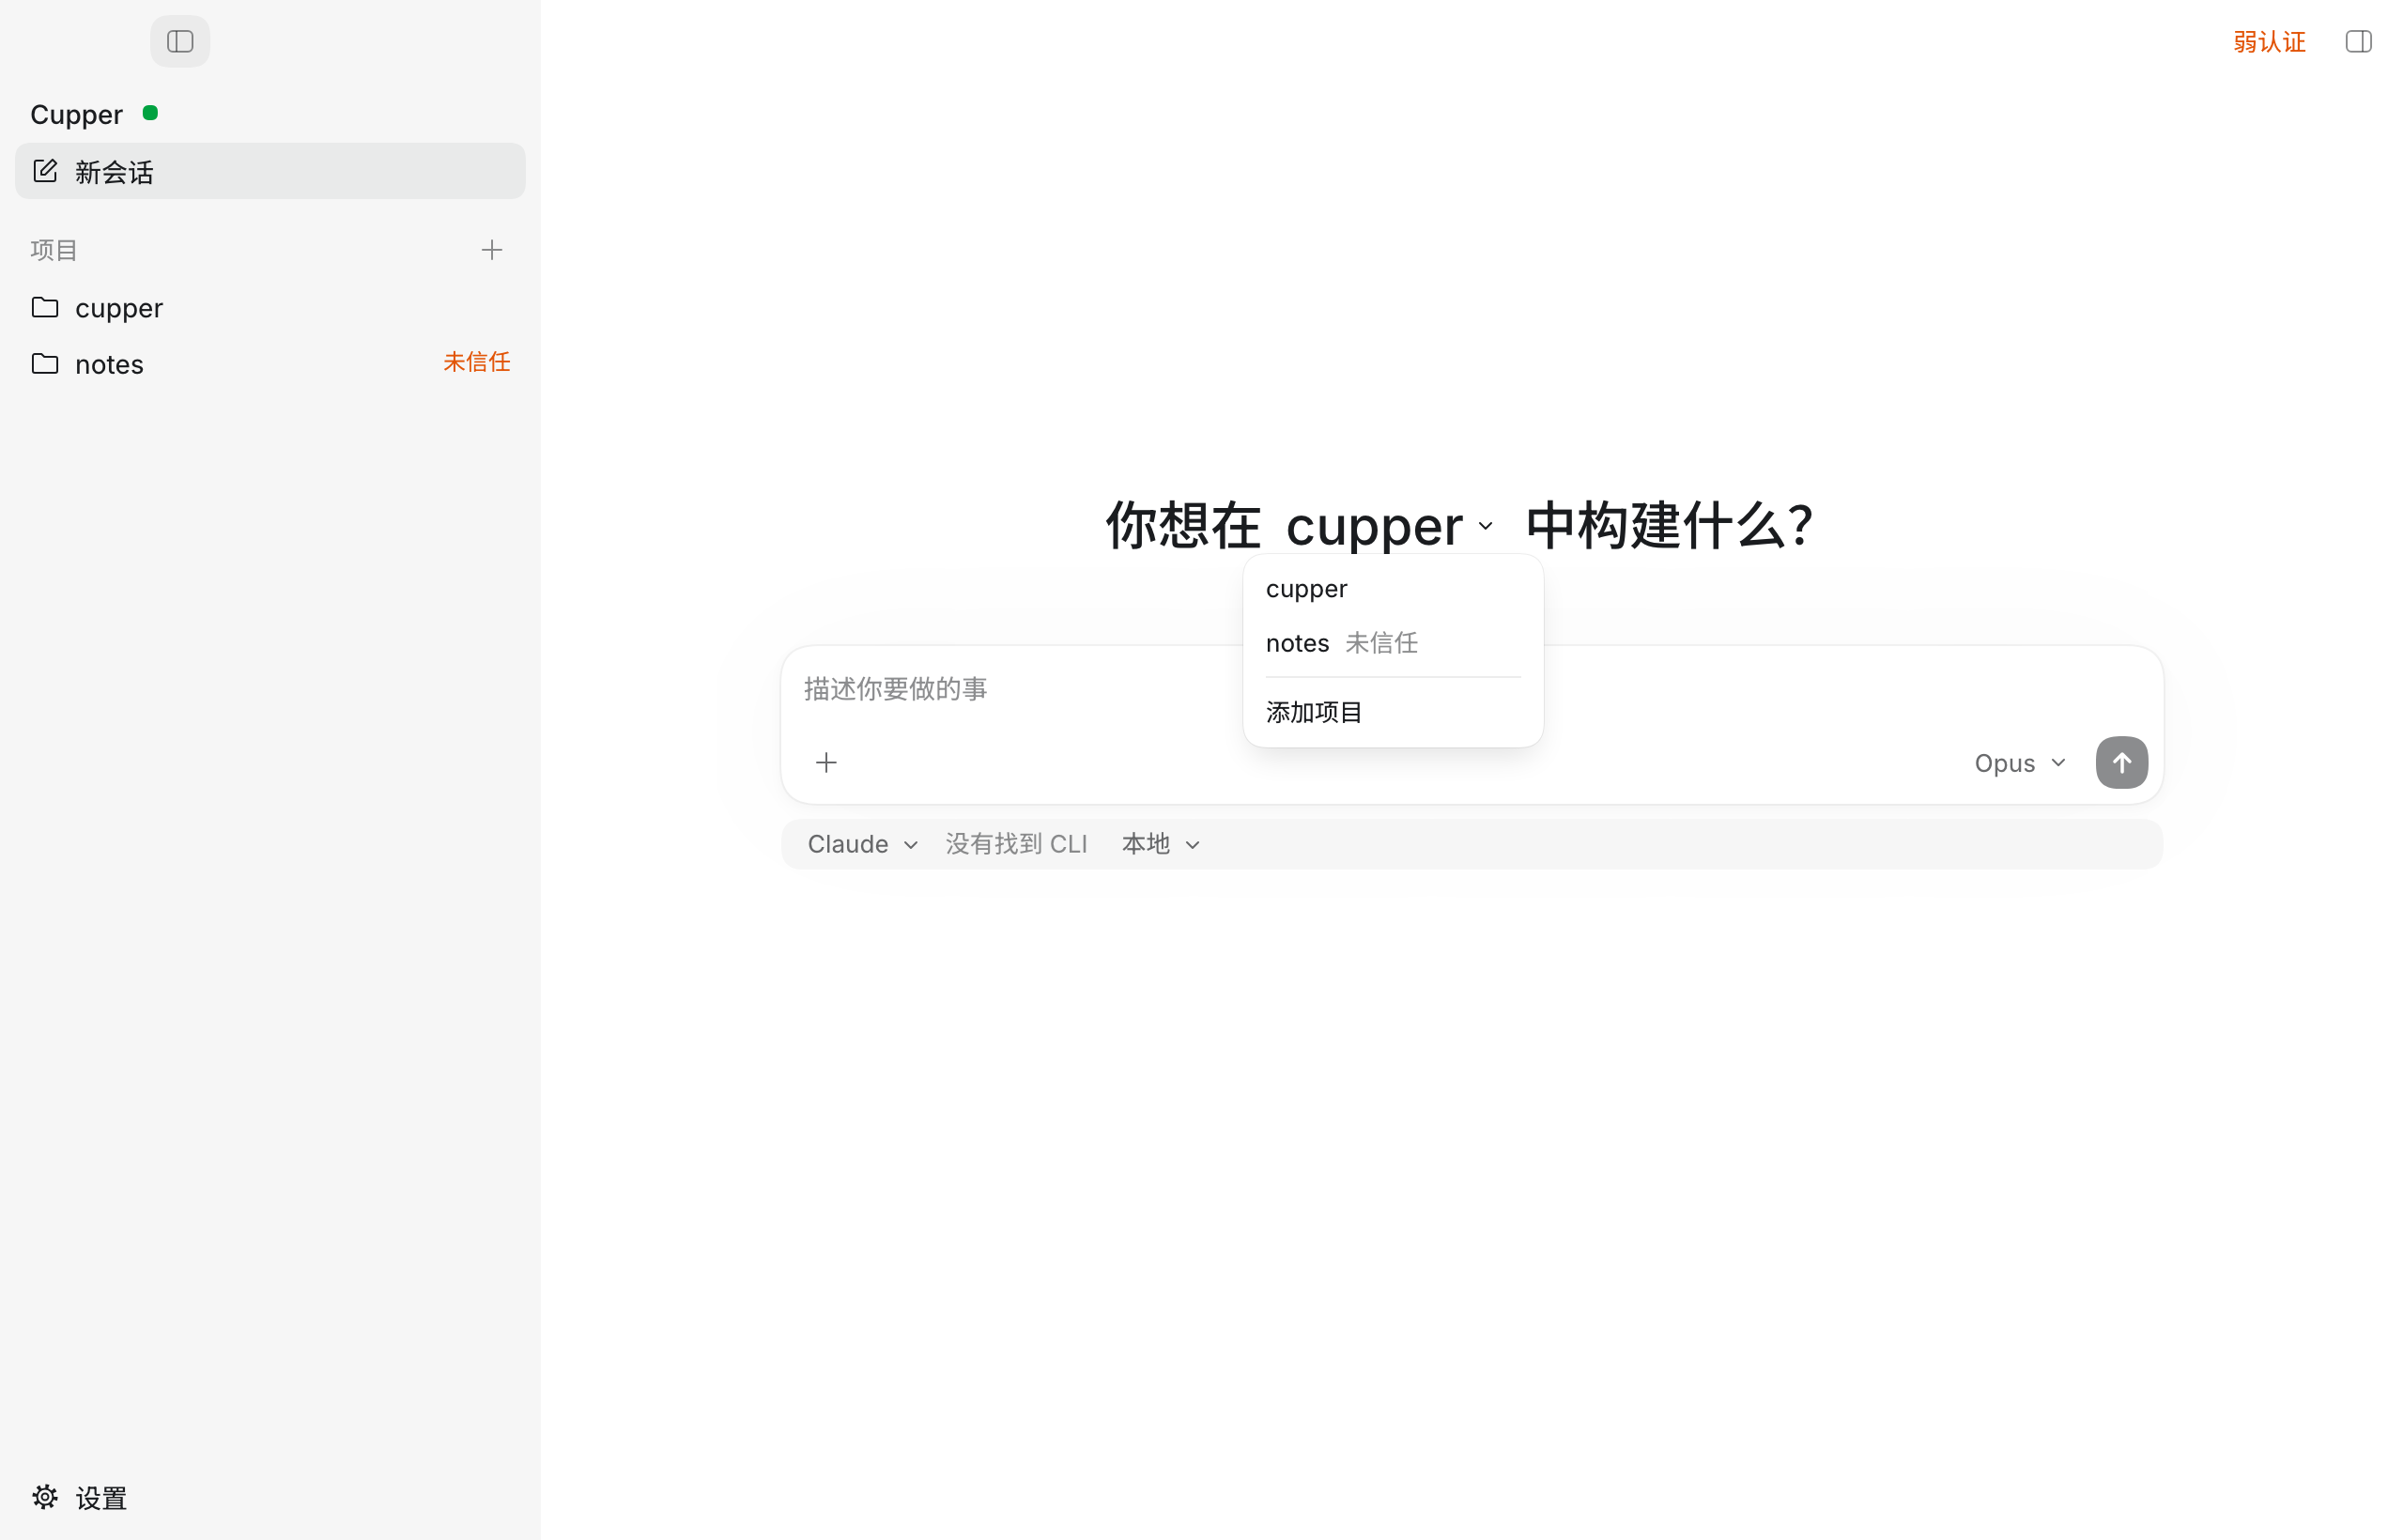 弱认证
Cupper
新会话
项目
cupper
notes 未信任
你想在 cupper 中构建什么？
cupper
notes 未信任
添加项目
描述你要做的事
Opus
Claude 没有找到 CLI 本地
设置